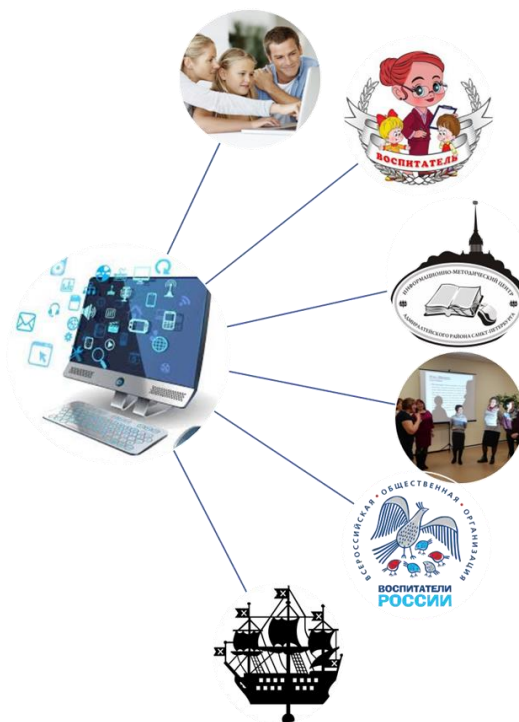 ВОСПИТАТЕЛЬ
ИНФОРМАЦИОННО-МЕТОДИЧЕСКИЙ ЦЕНТР
АДМИРАЛТЕЙСКОГО РАЙОНА САНКТ-ПЕТЕРБУРГА
ВСЕРОССИЙСКАЯ • ОБЩЕСТВЕННАЯ • ОРГАНИЗАЦИЯ
ВОСПИТАТЕЛИ
РОССИИ